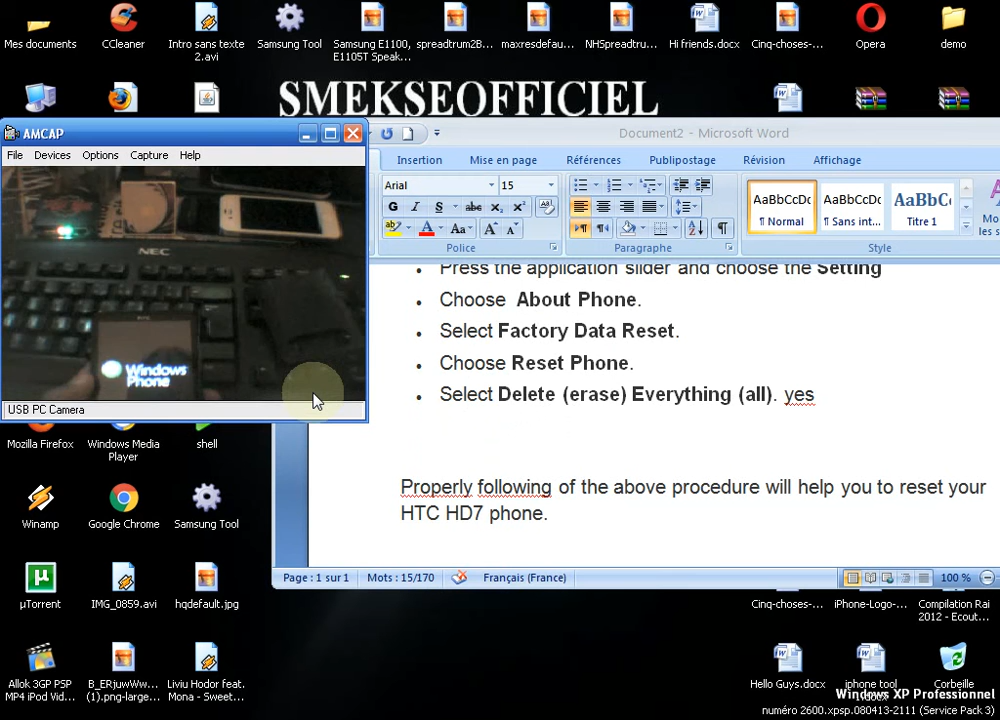 Mes documents
CCleaner
Intro sans texte
2.avi
Samsung Tool
Samsung E1100,
E1105T Speak...
spreadtrum2B...
maxresdefau...
NHSpreadtru...
Hi friends.docx
Cinq-choses-...
Opera
demo
SMEKSEOFFICIEL
AMCAP
File Devices Options Capture Help
NEC
Windows
Phone
USB PC Camera
Document2 - Microsoft Word
Insertion Mise en page Références Publipostage Révision Affichage
Arial 15
G I S abc X₂ X²
ab A Aa A A
Police
Paragraphe
AaBbCcDc
¶ Normal
AaBbCcDc
¶ Sans int...
AaBbC
Titre 1
Style
Press the application slider and choose the Setting
Choose About Phone.
Select Factory Data Reset.
Choose Reset Phone.
Select Delete (erase) Everything (all). yes
Properly following of the above procedure will help you to reset your
HTC HD7 phone.
Page : 1 sur 1 Mots : 15/170 Français (France) 100 %
Mozilla Firefox
Windows Media
Player
shell
Winamp
Google Chrome
Samsung Tool
µTorrent
IMG_0859.avi
hqdefault.jpg
Cinq-choses-...
iPhone-Logo-...
Compilation Rai
2012 - Ecout...
Allok 3GP PSP
MP4 iPod Vid...
B_ERjuwWw...
(1).png-large...
Liviu Hodor feat.
Mona - Sweet...
Hello Guys.docx
iphone tool
Corbeille
Windows XP Professionnel
numéro 2600.xpsp.080413-2111 (Service Pack 3)